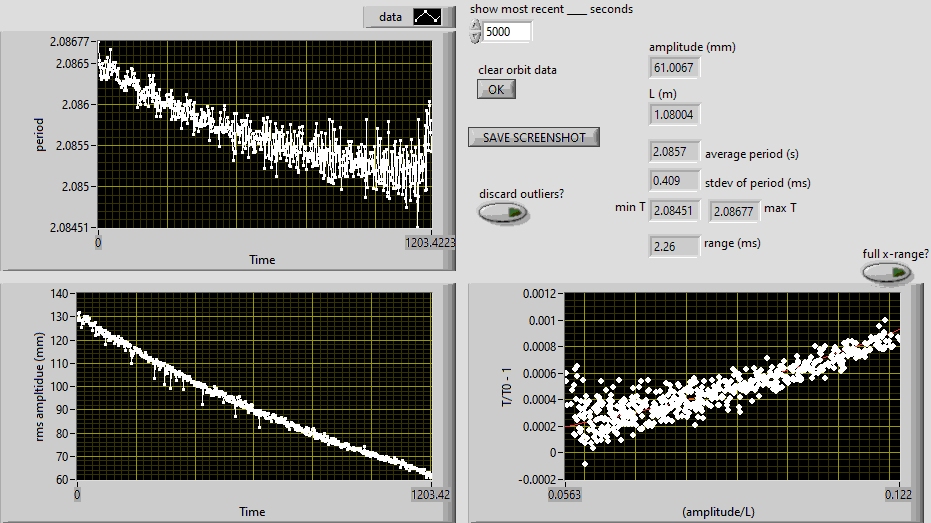 data
2.08677
2.0865
2.086
2.0855
2.085
2.08451
period
0
1203.4223
Time
show most recent ____ seconds
5000
clear orbit data
OK
SAVE SCREENSHOT
discard outliers?
amplitude (mm)
61.0067
L (m)
1.08004
2.0857 average period (s)
0.409 stdev of period (ms)
min T 2.08451 2.08677 max T
2.26 range (ms)
full x-range?
140
130
120
110
100
90
80
70
60
rms ampltidue (mm)
0
1203.42
Time
0.0012
0.001
0.0008
0.0006
0.0004
0.0002
0
-0.0002
T/T0 - 1
0.0563
0.122
(amplitude/L)